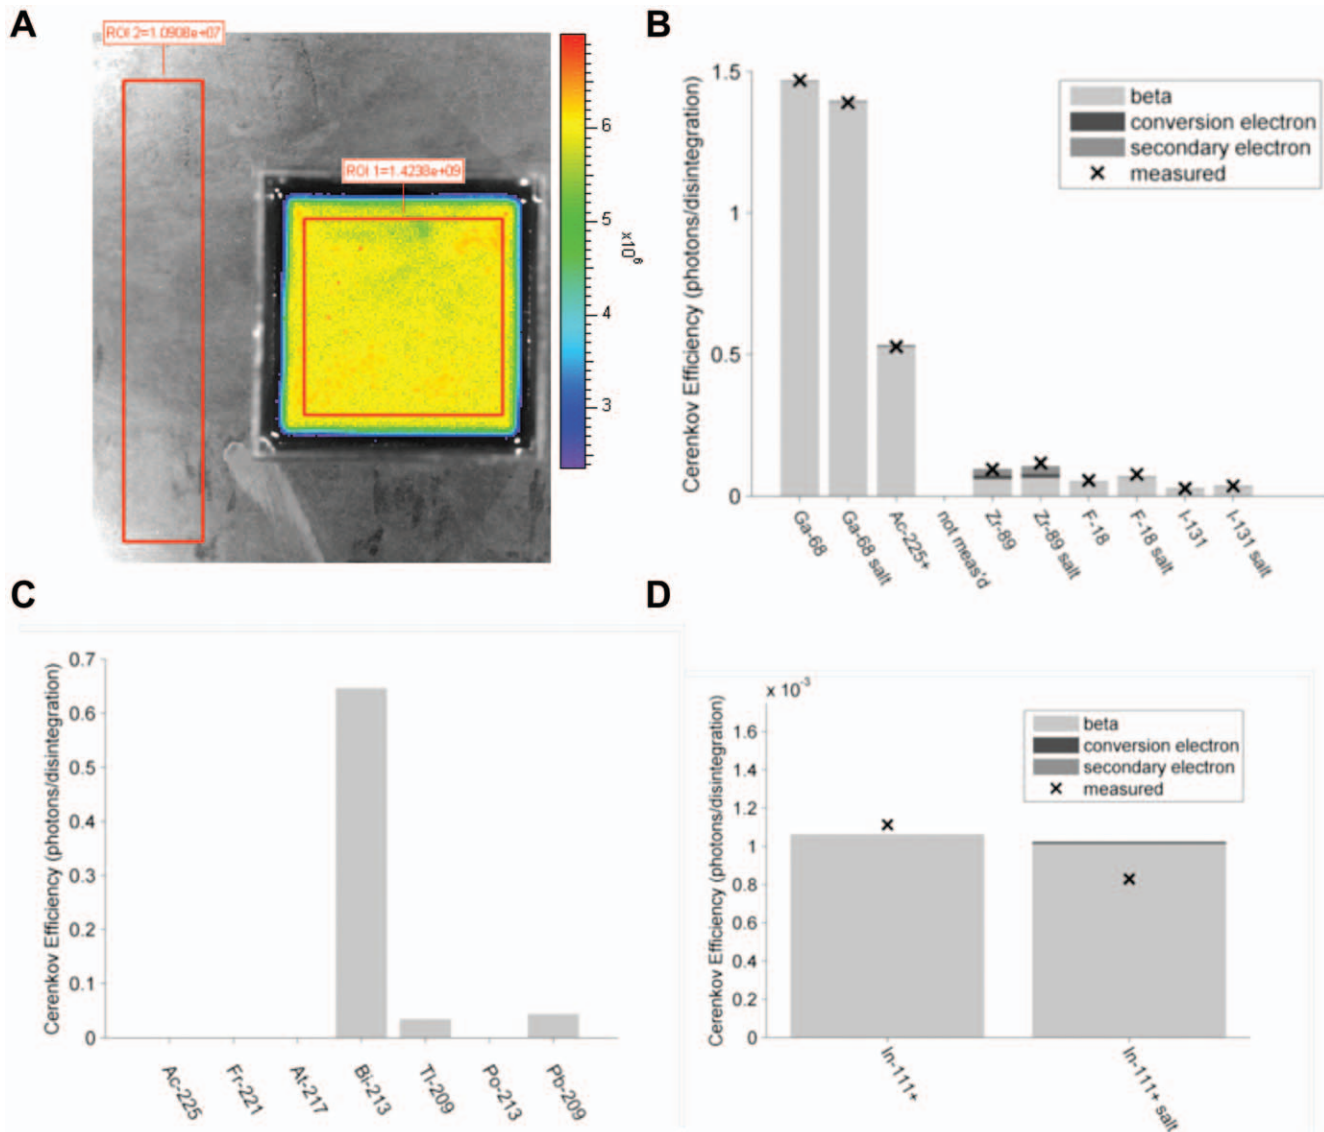 A
ROI 2=1.0908e+07
ROI 1=1.4238e+09
6
5
4
3
x10⁶
B
Cerenkov Efficiency (photons/disintegration)
1.5
1
0.5
0
beta
conversion electron
secondary electron
measured
Ga-68
Ga-68 salt
Ac-225+
not meas'd
Zr-89
Zr-89 salt
F-18
F-18 salt
I-131
I-131 salt
C
Cerenkov Efficiency (photons/disintegration)
0.7
0.6
0.5
0.4
0.3
0.2
0.1
0
Ac-225
Fr-221
At-217
Bi-213
Tl-209
Po-213
Pb-209
D
x 10⁻³
Cerenkov Efficiency (photons/disintegration)
1.6
1.4
1.2
1
0.8
0.6
0.4
0.2
0
beta
conversion electron
secondary electron
measured
In-111+
In-111+ salt